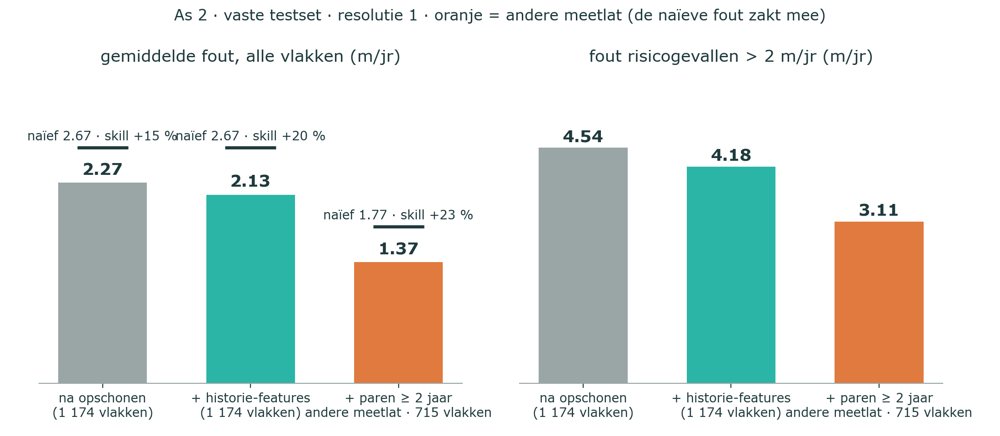 As 2 · vaste testset · resolutie 1 · oranje = andere meetlat (de naïeve fout zakt mee)
gemiddelde fout, alle vlakken (m/jr)
naïef 2.67 · skill +15 %
naïef 2.67 · skill +20 %
2.27
2.13
naïef 1.77 · skill +23 %
1.37
na opschonen
(1 174 vlakken)
+ historie-features
(1 174 vlakken)
+ paren ≥ 2 jaar
andere meetlat · 715 vlakken
fout risicogevallen > 2 m/jr (m/jr)
4.54
4.18
3.11
na opschonen
(1 174 vlakken)
+ historie-features
(1 174 vlakken)
+ paren ≥ 2 jaar
andere meetlat · 715 vlakken